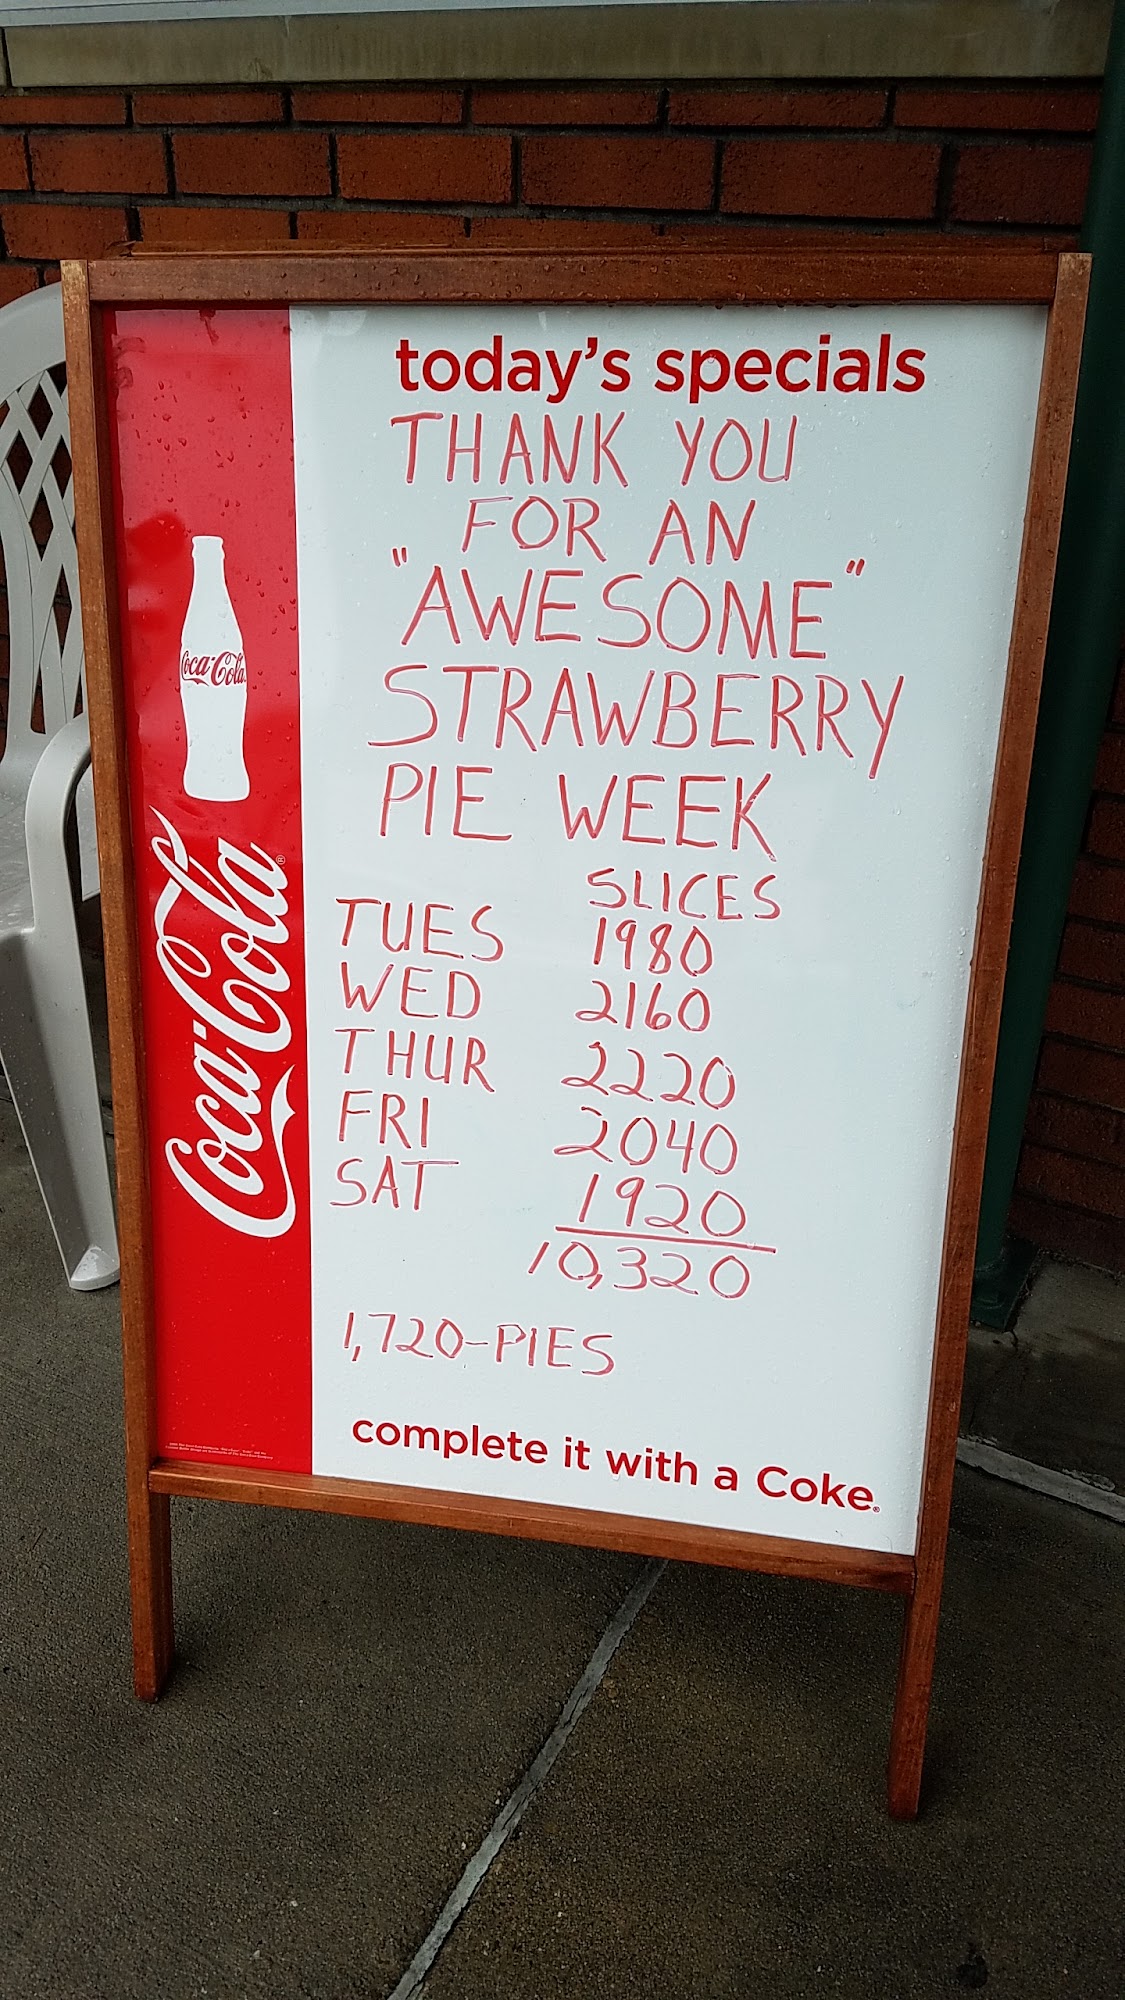 today's specials
THANK YOU
FOR AN
"AWESOME"
STRAWBERRY
PIE WEEK
SLICES
TUES 1980
WED 2160
THUR 2220
FRI 2040
SAT 1920
10,320
1,720-PIES
complete it with a Coke®
Coca-Cola
Coca-Cola®